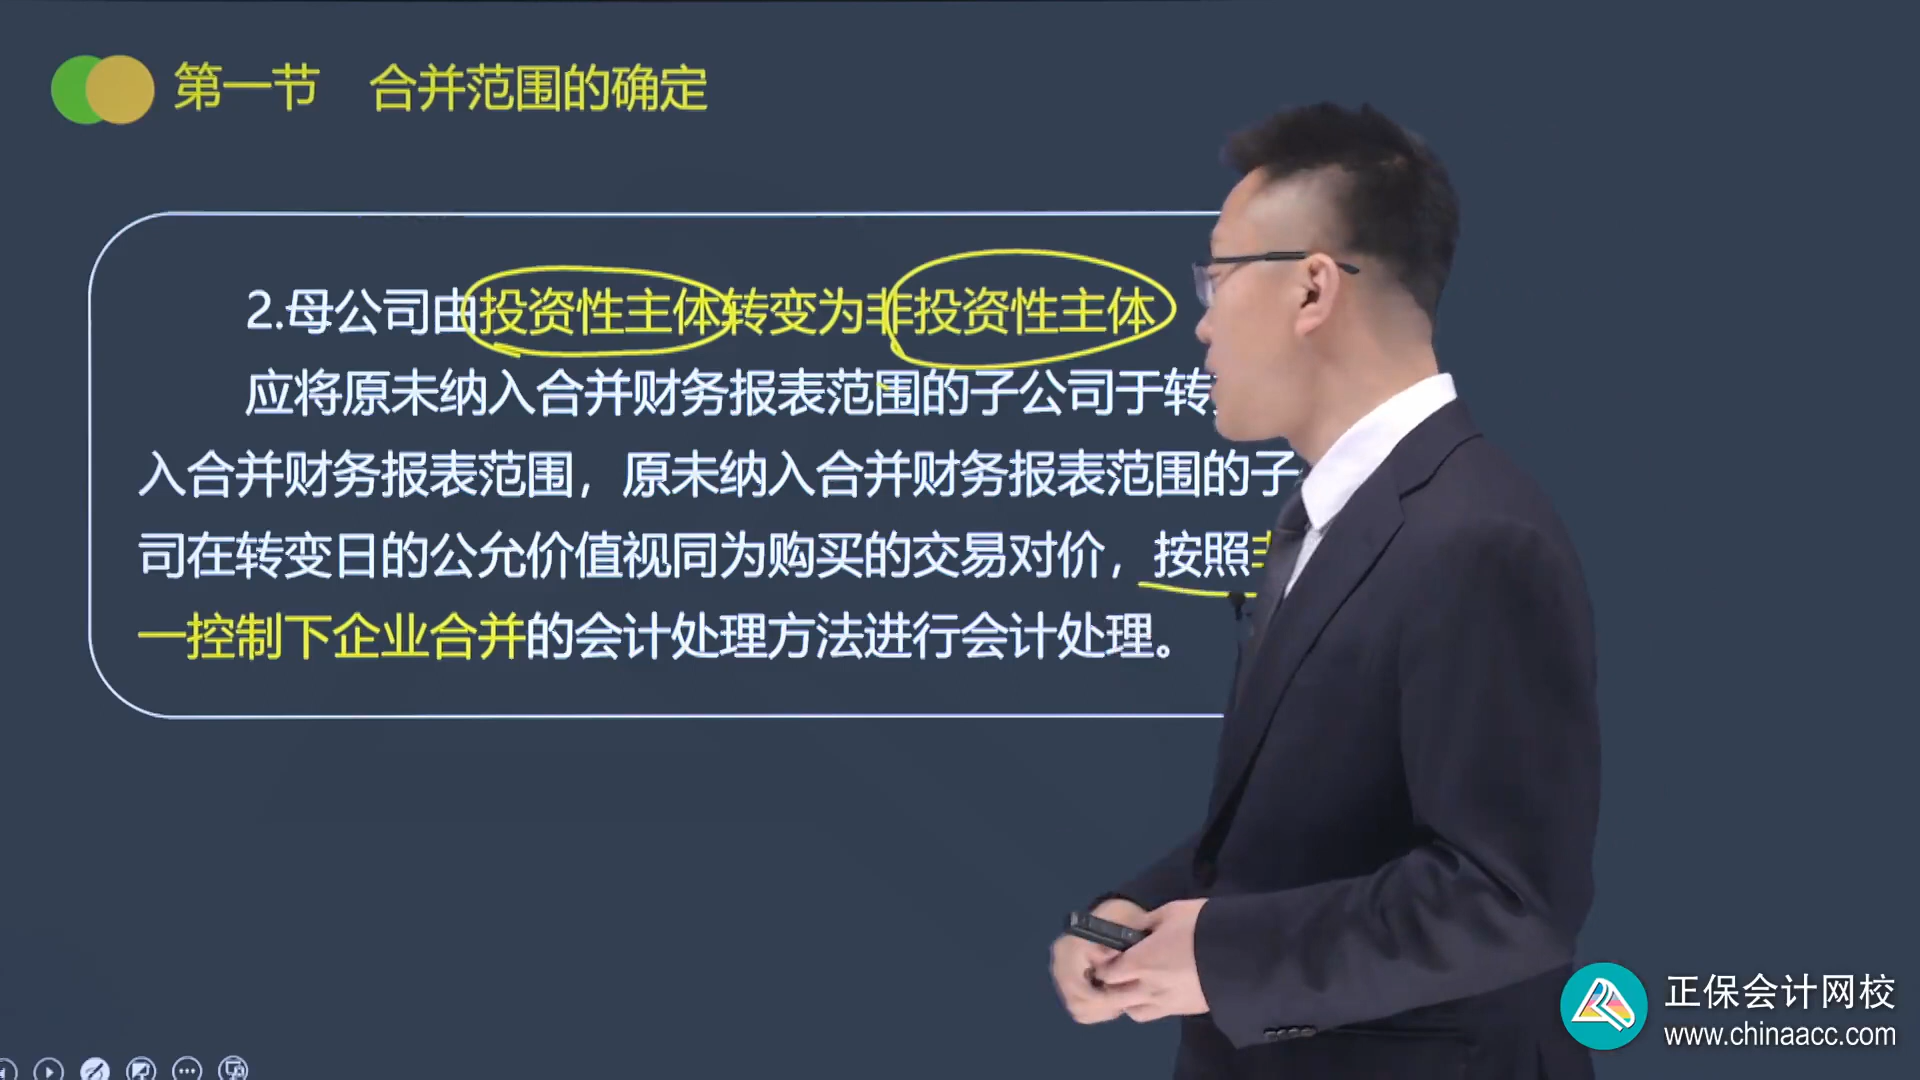 第一节 合并范围的确定
2.母公司由投资性主体转变为非投资性主体
应将原未纳入合并财务报表范围的子公司于转
入合并财务报表范围，原未纳入合并财务报表范围的子
司在转变日的公允价值视同为购买的交易对价，按照
一控制下企业合并的会计处理方法进行会计处理。
正保会计网校
www.chinaacc.com